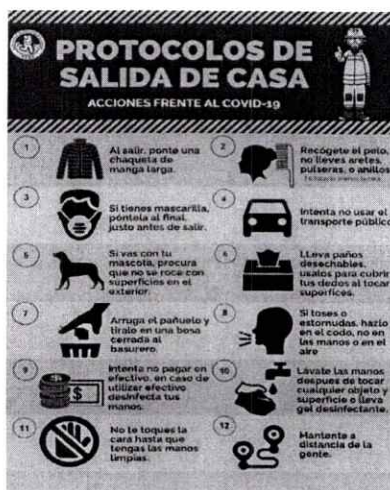 PROTOCOLOS DE
SALIDA DE CASA
ACCIONES FRENTE AL COVID-19
1
Al salir, ponte una
chaqueta de
manga larga.
2
Recógete el pelo,
no lleves aretes,
pulseras, o anillos
3
Si tienes mascarilla,
póntela al final,
justo antes de salir.
4
Intenta no usar el
transporte público
5
Si vas con tu
mascota, procura
que no se roce con
superficies en el
exterior.
6
LLeva paños
desechables,
usalos para cubrir
tus dedos al tocar
superfices.
7
Arruga el pañuelo y
tíralo en una bosa
cerrada al
basurero.
8
Si toses o
estornudas, hazlo
en el codo, no en
las manos o en el
aire
9
Intenta no pagar en
efectivo, en caso de
utilizar efectivo
desinfecta tus
manos.
$
10
Lávate las manos
despues de tocar
cualquier objeto y
superficie o lleva
gel desinfectante.
11
No te toques la
cara hasta que
tengas las manos
limpias.
12
Mantente a
distancia de la
gente.